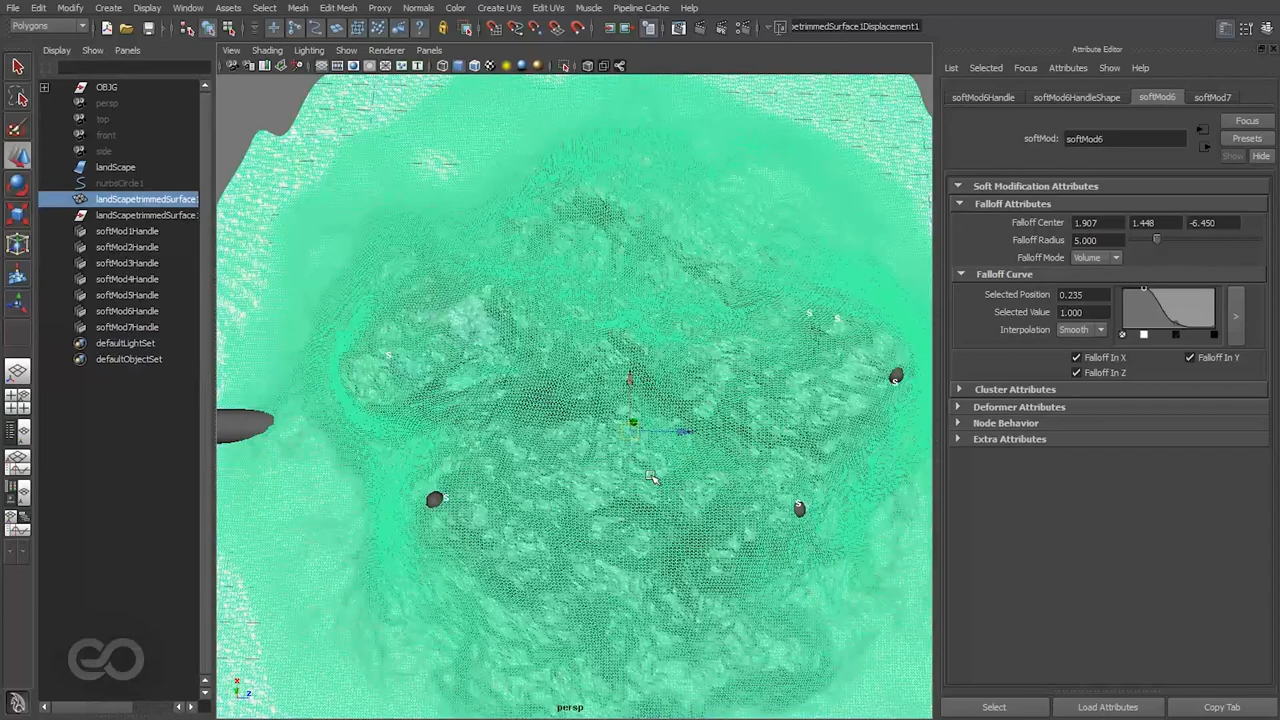 File Edit Modify Create Display Window Assets Select Mesh Edit Mesh Proxy Normals Color Create UVs Edit UVs Muscle Pipeline Cache Help
Polygons
etrimmedSurface1Displacement1
Display Show Panels
View Shading Lighting Show Renderer Panels
OBJG
persp
top
front
side
landScape
nurbsCircle1
landScapetrimmedSurface1
landScapetrimmedSurface1
softMod1Handle
softMod2Handle
softMod3Handle
softMod4Handle
softMod5Handle
softMod6Handle
softMod7Handle
defaultLightSet
defaultObjectSet
S
S
S
S
S
S
x
z
persp
Attribute Editor
List Selected Focus Attributes Show Help
softMod6Handle softMod6HandleShape softMod6 softMod7
Focus
softMod: softMod6
Presets
Show Hide
Soft Modification Attributes
Falloff Attributes
Falloff Center 1.907 1.448 -6.450
Falloff Radius 5.000
Falloff Mode Volume
Falloff Curve
Selected Position 0.235
Selected Value 1.000
Interpolation Smooth
>
Falloff In X Falloff In Y
Falloff In Z
Cluster Attributes
Deformer Attributes
Node Behavior
Extra Attributes
Select Load Attributes Copy Tab